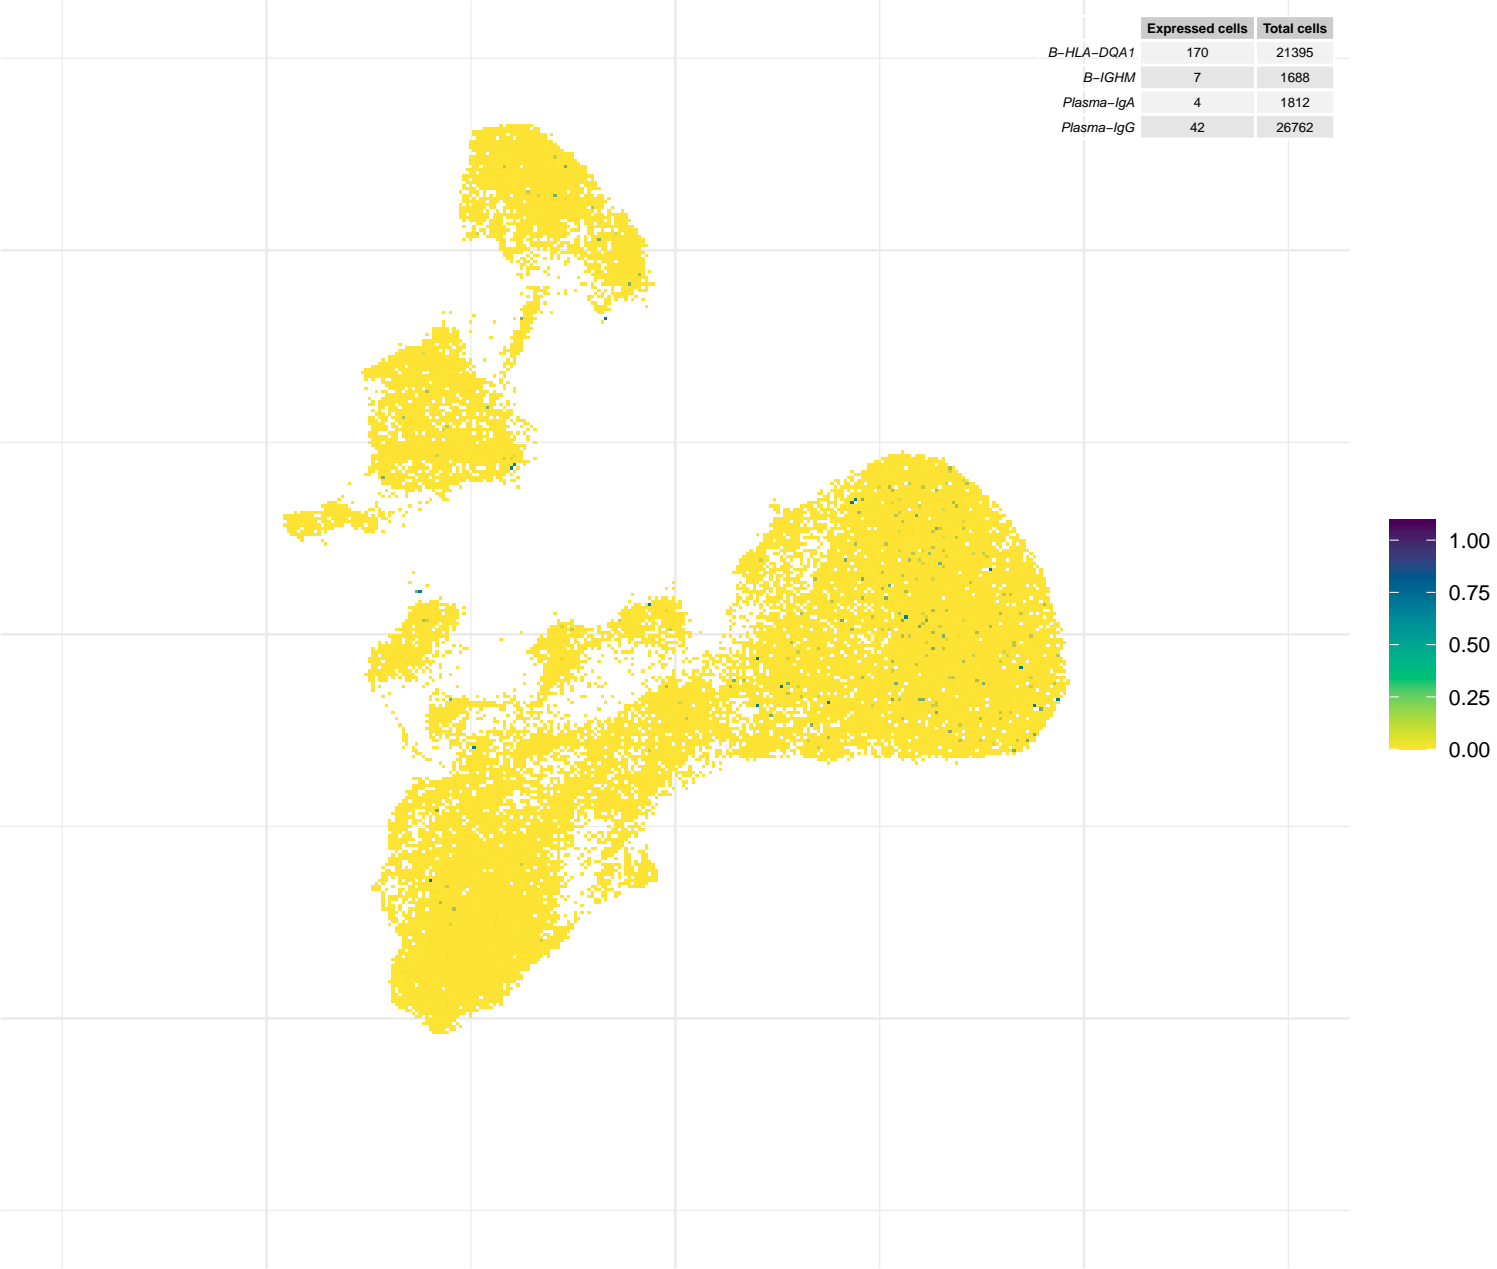 Expressed cells Total cells
B−HLA−DQA1 170 21395
B−IGHM 7 1688
Plasma−IgA 4 1812
Plasma−IgG 42 26762
1.00
0.75
0.50
0.25
0.00